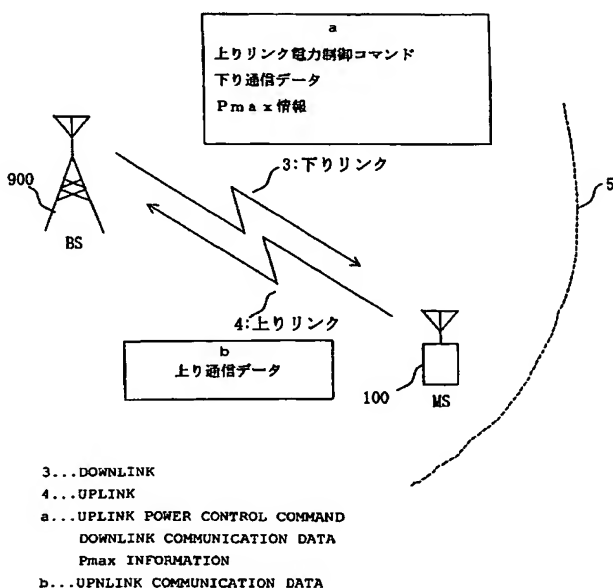 a
上りリンク電力制御コマンド
下り通信データ
Pmax情報
900
BS
3:下りリンク
5
4:上りリンク
b
上り通信データ
100
MS
3...DOWNLINK
4...UPLINK
a...UPLINK POWER CONTROL COMMAND
DOWNLINK COMMUNICATION DATA
Pmax INFORMATION
b...UPNLINK COMMUNICATION DATA